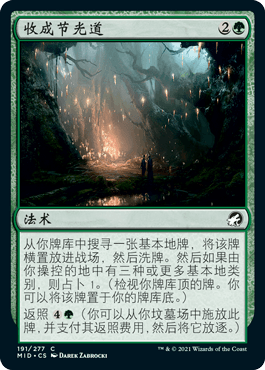 收成节光道 2
法术
从你牌库中搜寻一张基本地牌，将该牌
横置放进战场，然后洗牌。然后如果由
你操控的地中有三种或更多基本地类
别，则占卜1。（检视你牌库顶的牌。你
可以将该牌置于你的牌库底。）
返照 4 （你可以从你坟墓场中施放此
牌，并支付其返照费用，然后将它放逐。）
191/277 C
MID • CS DAREK ZABROCKI
™ & © 2021 Wizards of the Coast